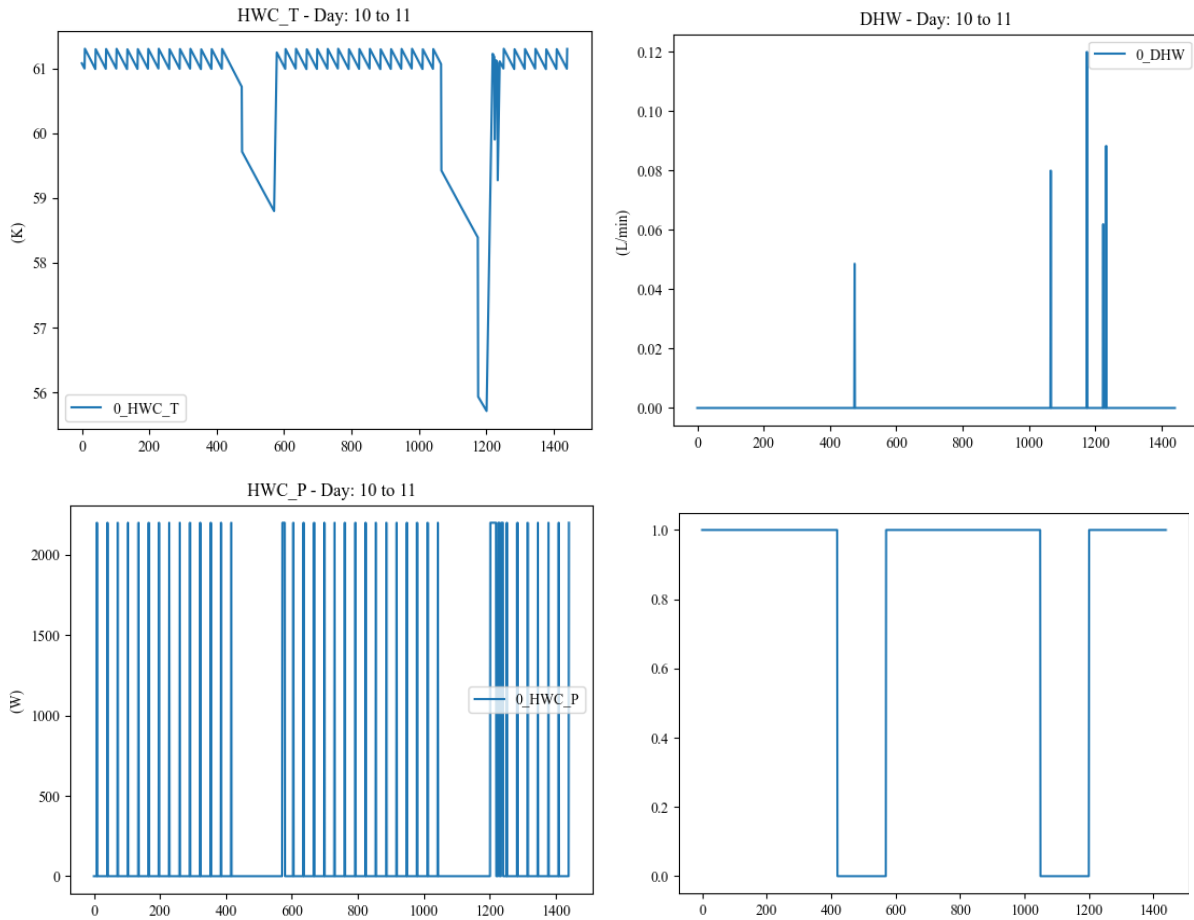 HWC_T - Day: 10 to 11
61
60
59
58
57
56
(K)
0_HWC_T
0 200 400 600 800 1000 1200 1400
DHW - Day: 10 to 11
0.12
0.10
0.08
0.06
0.04
0.02
0.00
(L/min)
0_DHW
0 200 400 600 800 1000 1200 1400
HWC_P - Day: 10 to 11
2000
1500
1000
500
0
(W)
0_HWC_P
0 200 400 600 800 1000 1200 1400
1.0
0.8
0.6
0.4
0.2
0.0
0 200 400 600 800 1000 1200 1400